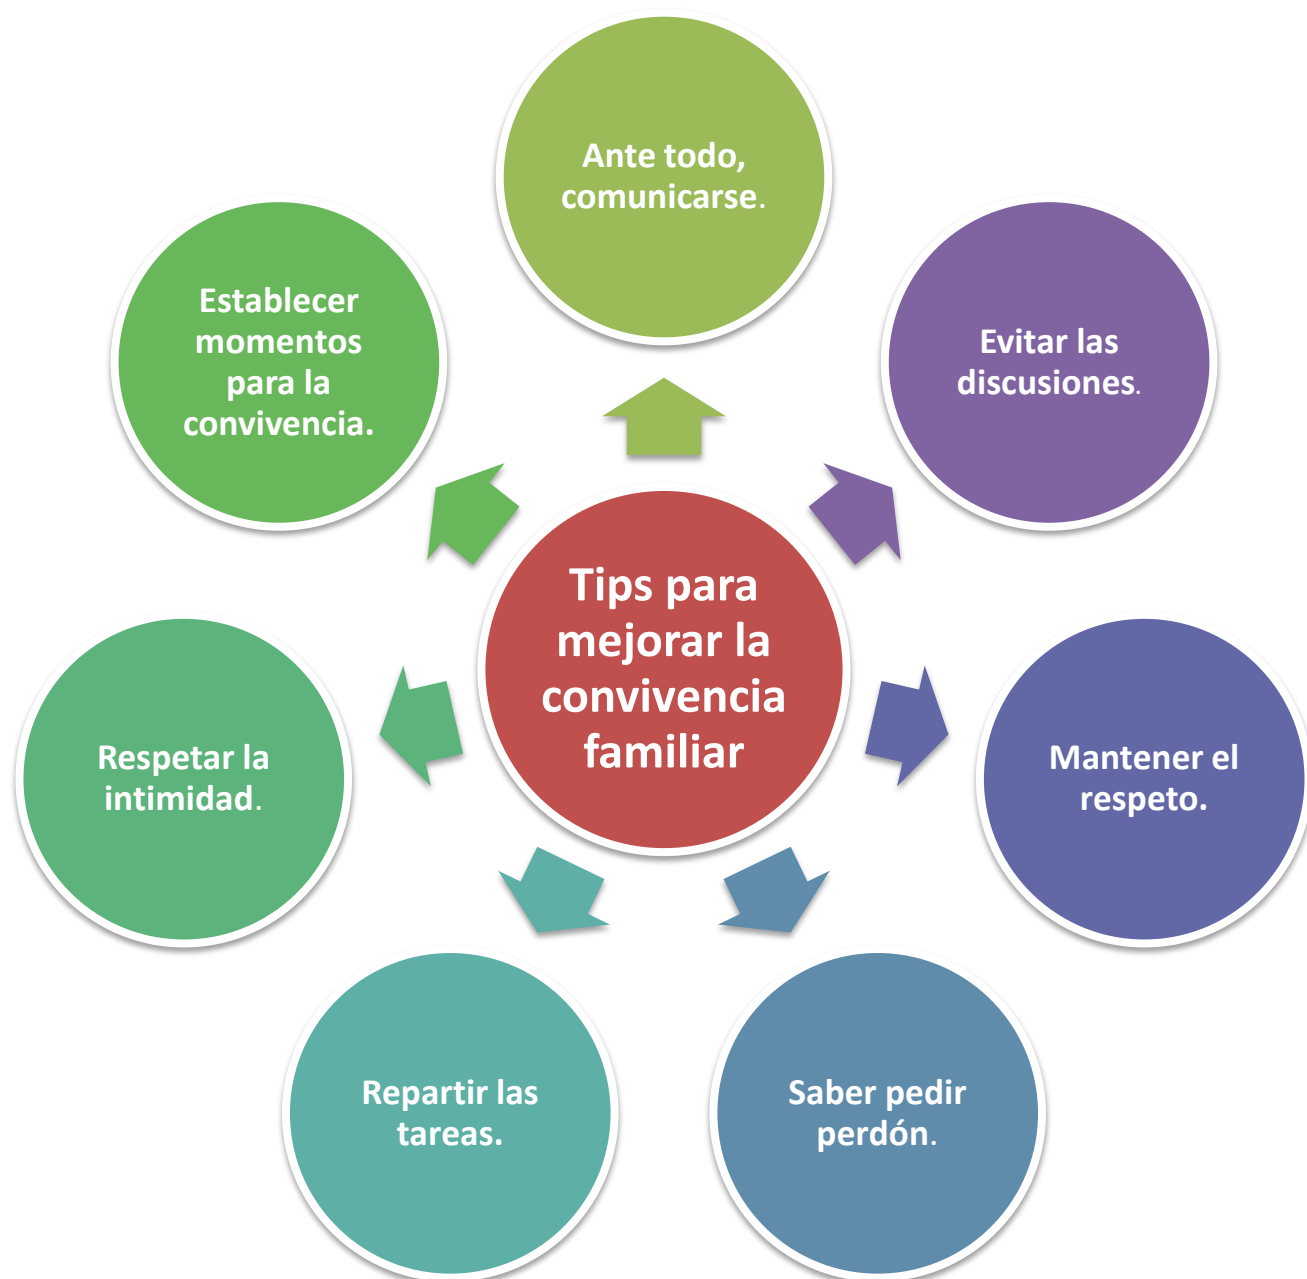 Ante todo,
comunicarse.
Evitar las
discusiones.
Mantener el
respeto.
Saber pedir
perdón.
Repartir las
tareas.
Respetar la
intimidad.
Establecer
momentos
para la
convivencia.
Tips para
mejorar la
convivencia
familiar